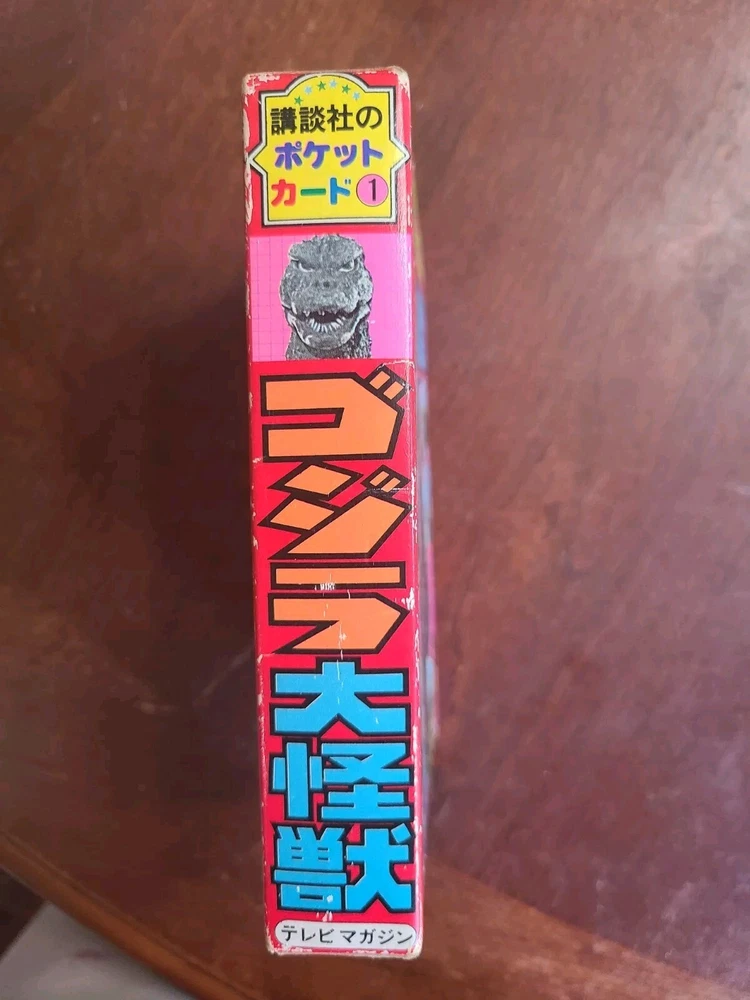 講談社の
ポケット
カード①
ゴジラ大怪獣
テレビマガジン